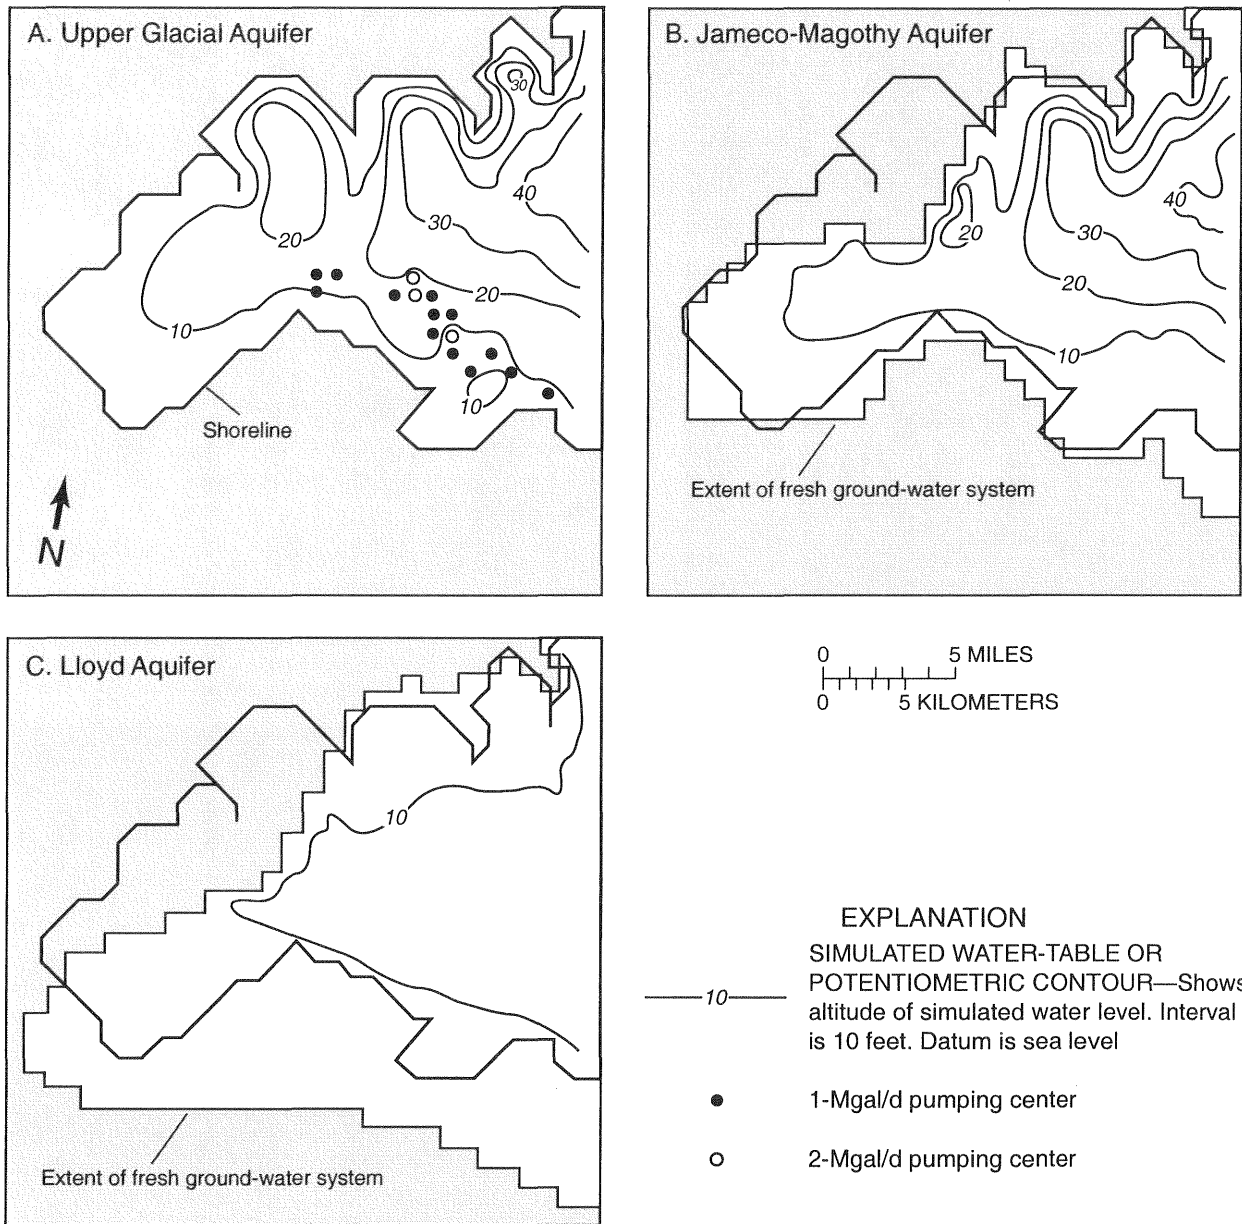 A. Upper Glacial Aquifer
30
40
30
20
20
10
10
Shoreline
N
B. Jameco-Magothy Aquifer
40
30
20
20
10
Extent of fresh ground-water system
C. Lloyd Aquifer
10
Extent of fresh ground-water system
0 5 MILES
0 5 KILOMETERS
EXPLANATION
10
SIMULATED WATER-TABLE OR
POTENTIOMETRIC CONTOUR—Shows
altitude of simulated water level. Interval
is 10 feet. Datum is sea level
1-Mgal/d pumping center
2-Mgal/d pumping center